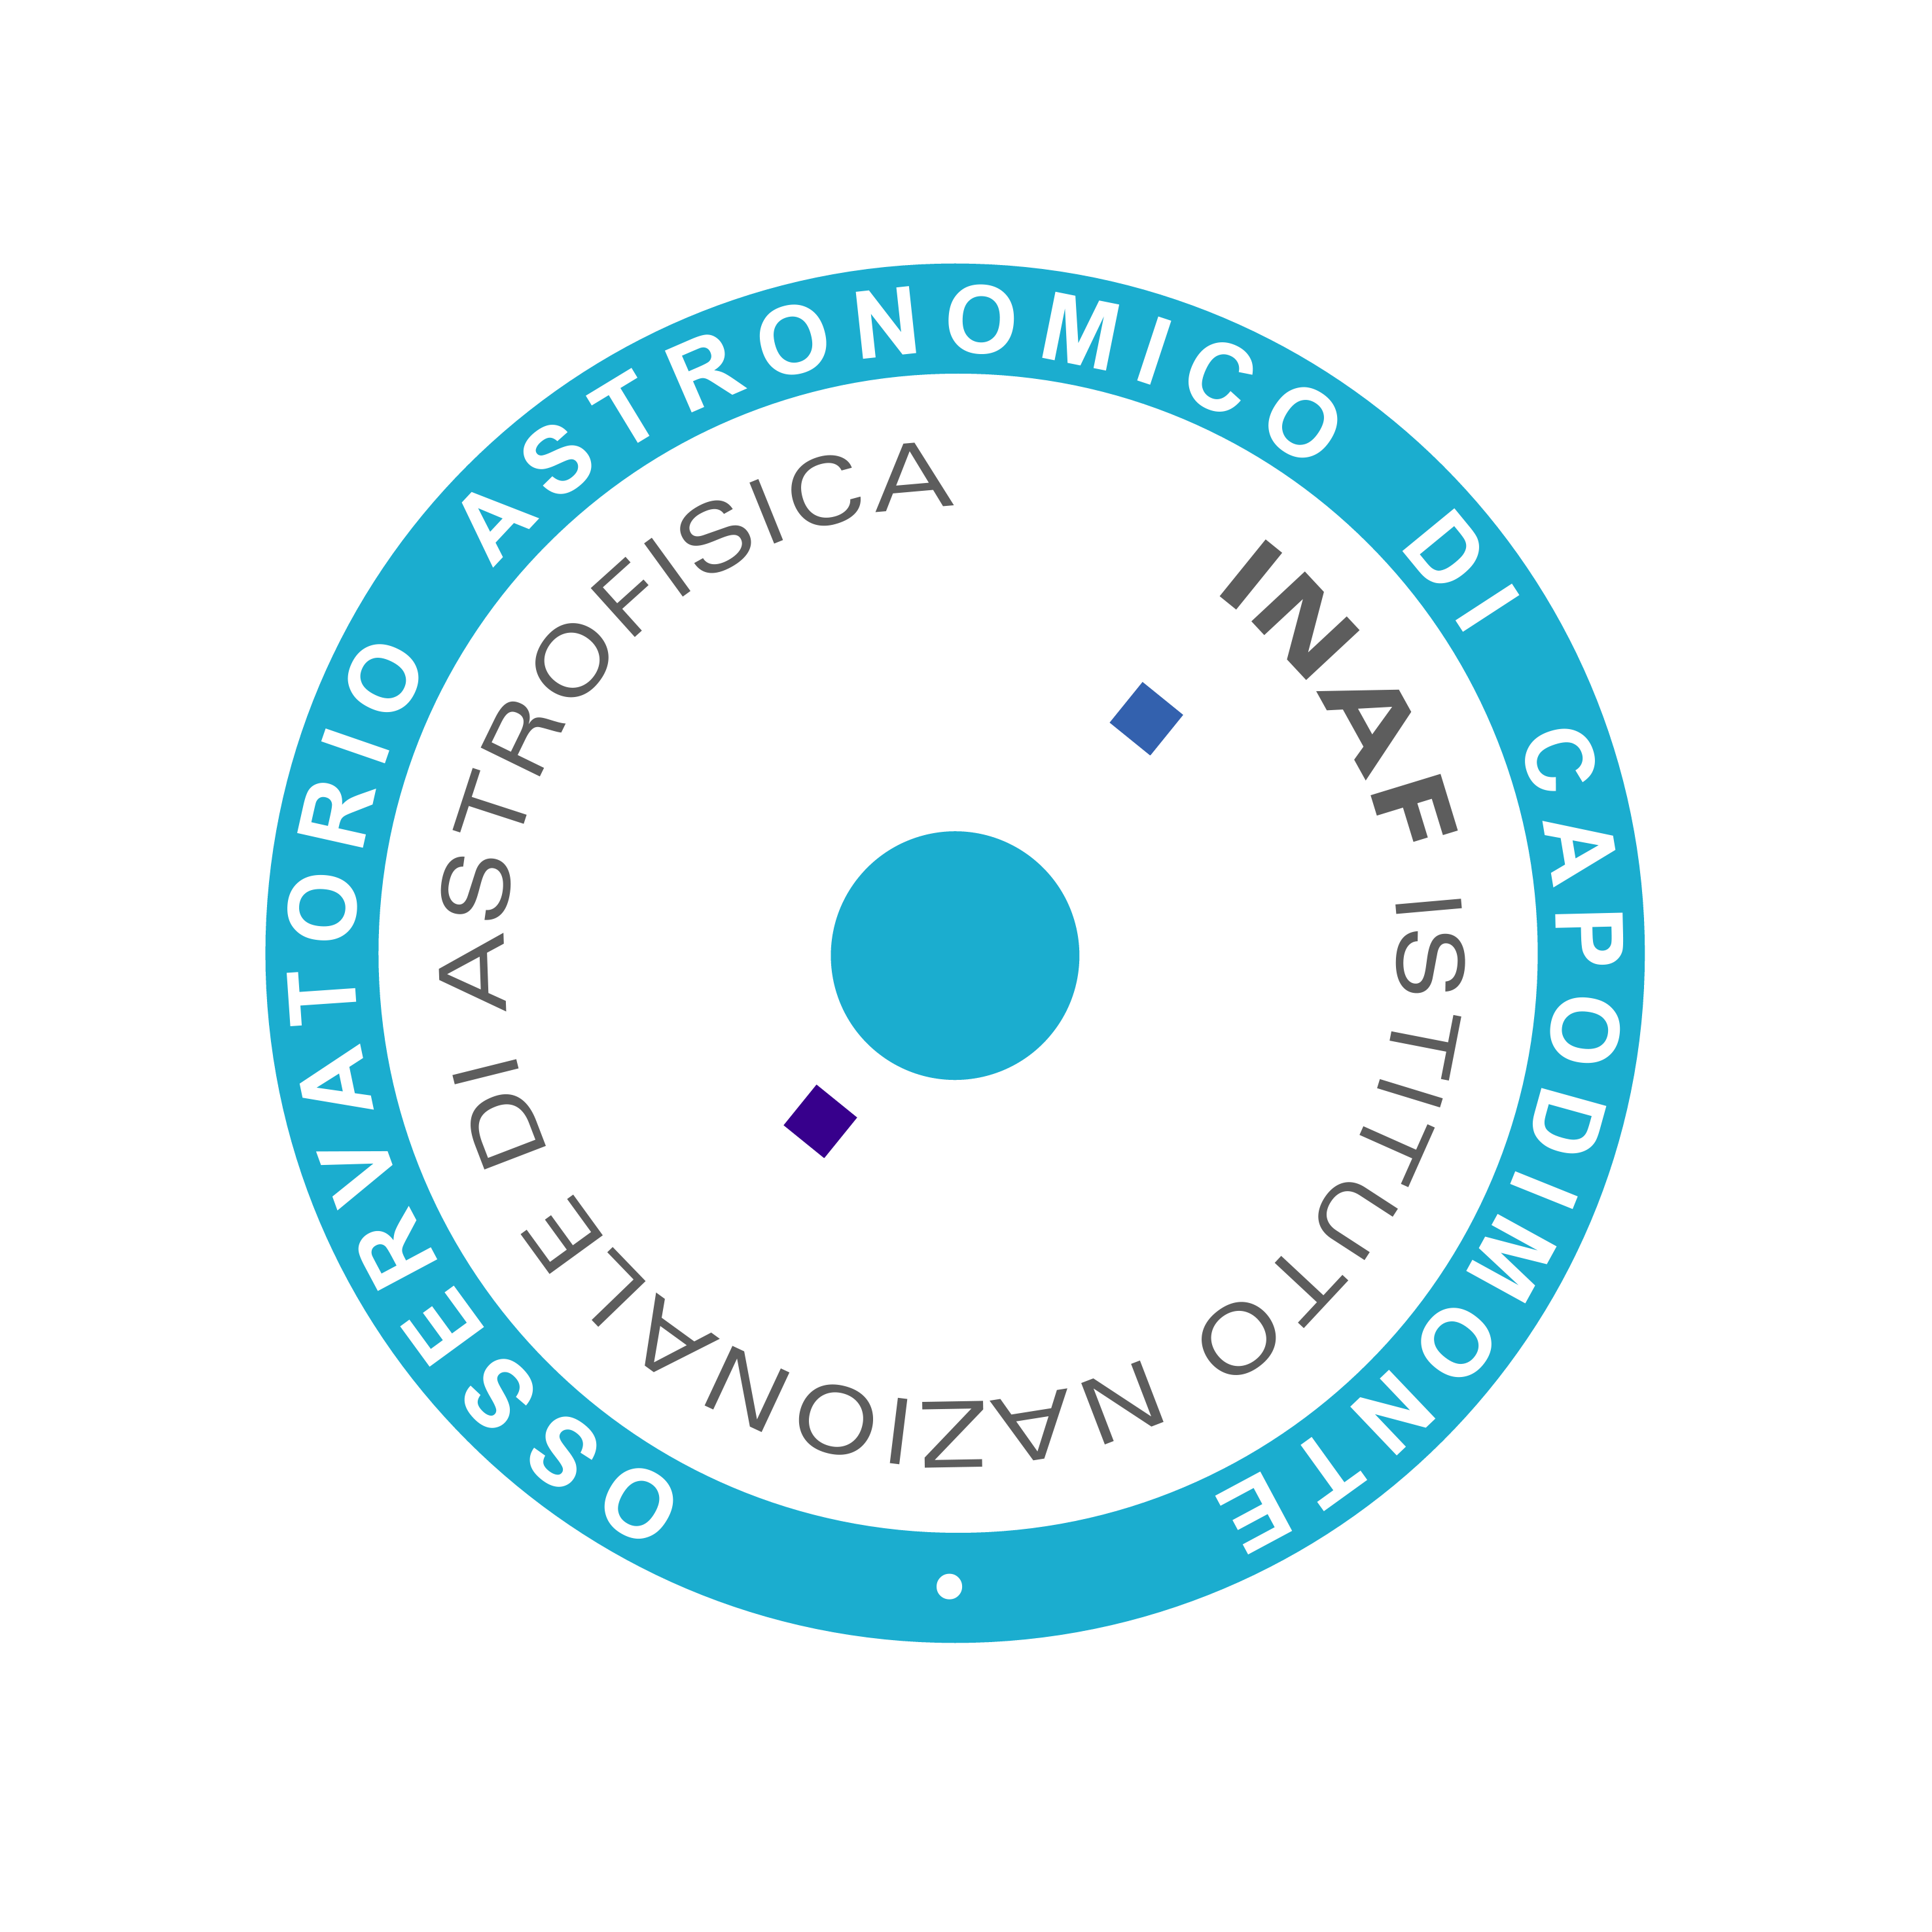 OSSERVATORIO ASTRONOMICO DI CAPODIMONTE
INAF ISTITUTO NAZIONALE DI ASTROFISICA